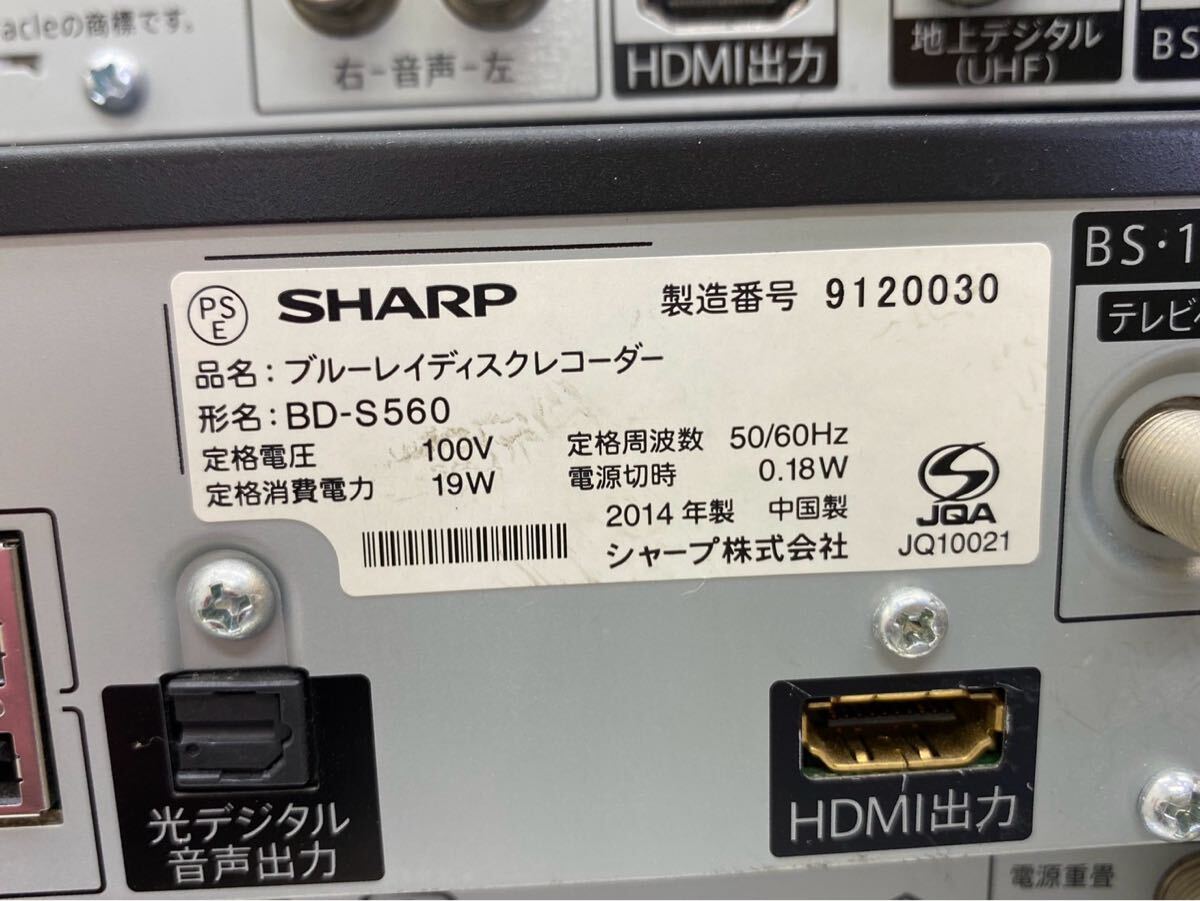 acleの商標です。
右-音声-左
HDMI出力
地上デジタル
(UHF)
BS
BS・1
テレビ
PS
E
SHARP
製造番号 9120030
品名：ブルーレイディスクレコーダー
形名：BD-S560
定格電圧 100V 定格周波数 50/60Hz
定格消費電力 19W 電源切時 0.18W
2014年製 中国製
シャープ株式会社
JQA
JQ10021
光デジタル
音声出力
HDMI出力
電源重畳